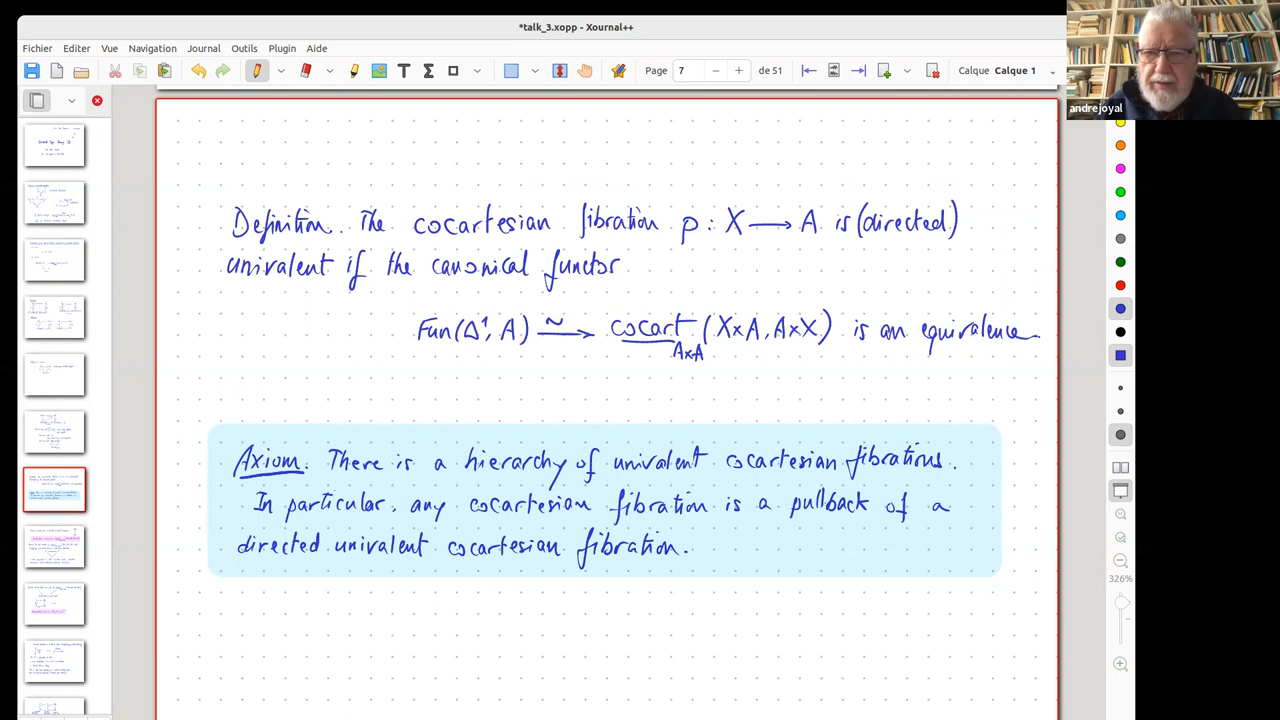 *talk_3.xopp - Xournal++
Fichier Editer Vue Navigation Journal Outils Plugin Aide
Page 7 de 51 Calque Calque 1
andrejoyal
Definition. The cocartesian fibration p : X ⟶ A is (directed)
univalent if the canonical functor
Fun(Δ¹, A) ⥲ cocart_{A×A} (X×A, A×X) is an equivalence.
Axiom. There is a hierarchy of univalent cocartesian fibrations.
In particular, any cocartesian fibration is a pullback of a
directed univalent cocartesian fibration.
326%